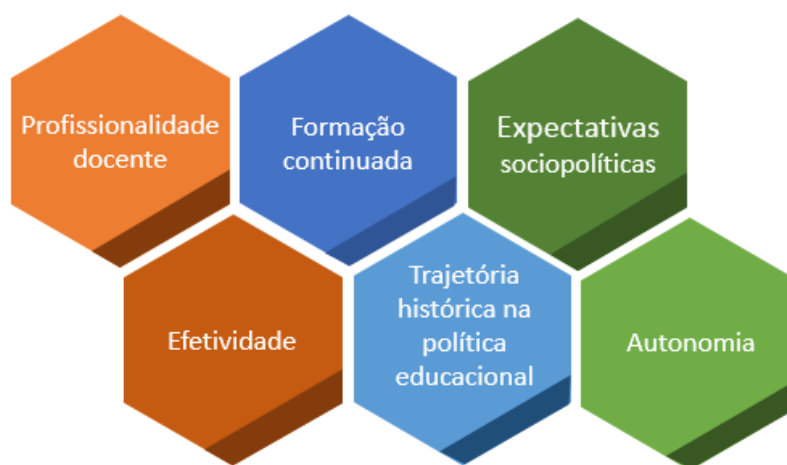 Profissionalidade
docente
Formação
continuada
Expectativas
sociopolíticas
Efetividade
Trajetória
histórica na
política
educacional
Autonomia